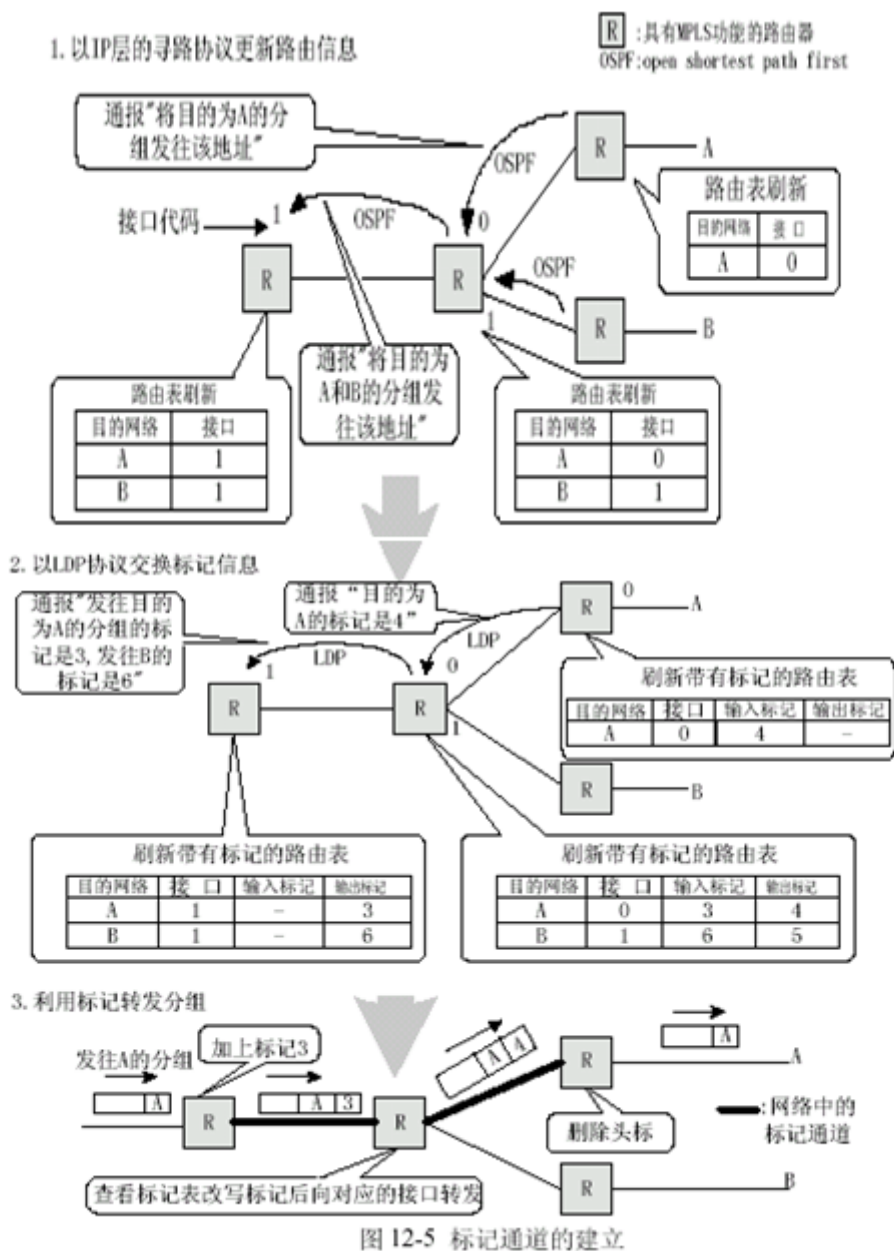 1.以IP层的寻路协议更新路由信息
R :具有MPLS功能的路由器
OSPF:open shortest path first
通报"将目的为A的分
组发往该地址"
OSPF
R
A
路由表刷新
目的网络 接 口
A 0
接口代码
1
OSPF
0
R
R
OSPF
R
B
1
通报"将目的为
A和B的分组发
往该地址"
路由表刷新
目的网络 接口
A 1
B 1
路由表刷新
目的网络 接口
A 0
B 1
2.以LDP协议交换标记信息
通报"发往目的
为A的分组的标
记是3,发往B的
标记是6"
通报“目的为
A的标记是4”
LDP
LDP
1
0
R
R
1
R
0
A
R
B
刷新带有标记的路由表
目的网络 接口 输入标记 输出标记
A 0 4 -
刷新带有标记的路由表
目的网络 接 口 输入标记 输出标记
A 1 - 3
B 1 - 6
刷新带有标记的路由表
目的网络 接 口 输入标记 输出标记
A 0 3 4
B 1 6 5
3.利用标记转发分组
发往A的分组
加上标记3
A
R
A 3
R
A 4
R
A
A
删除头标
:网络中的
标记通道
R
B
查看标记表改写标记后向对应的接口转发
图 12-5 标记通道的建立